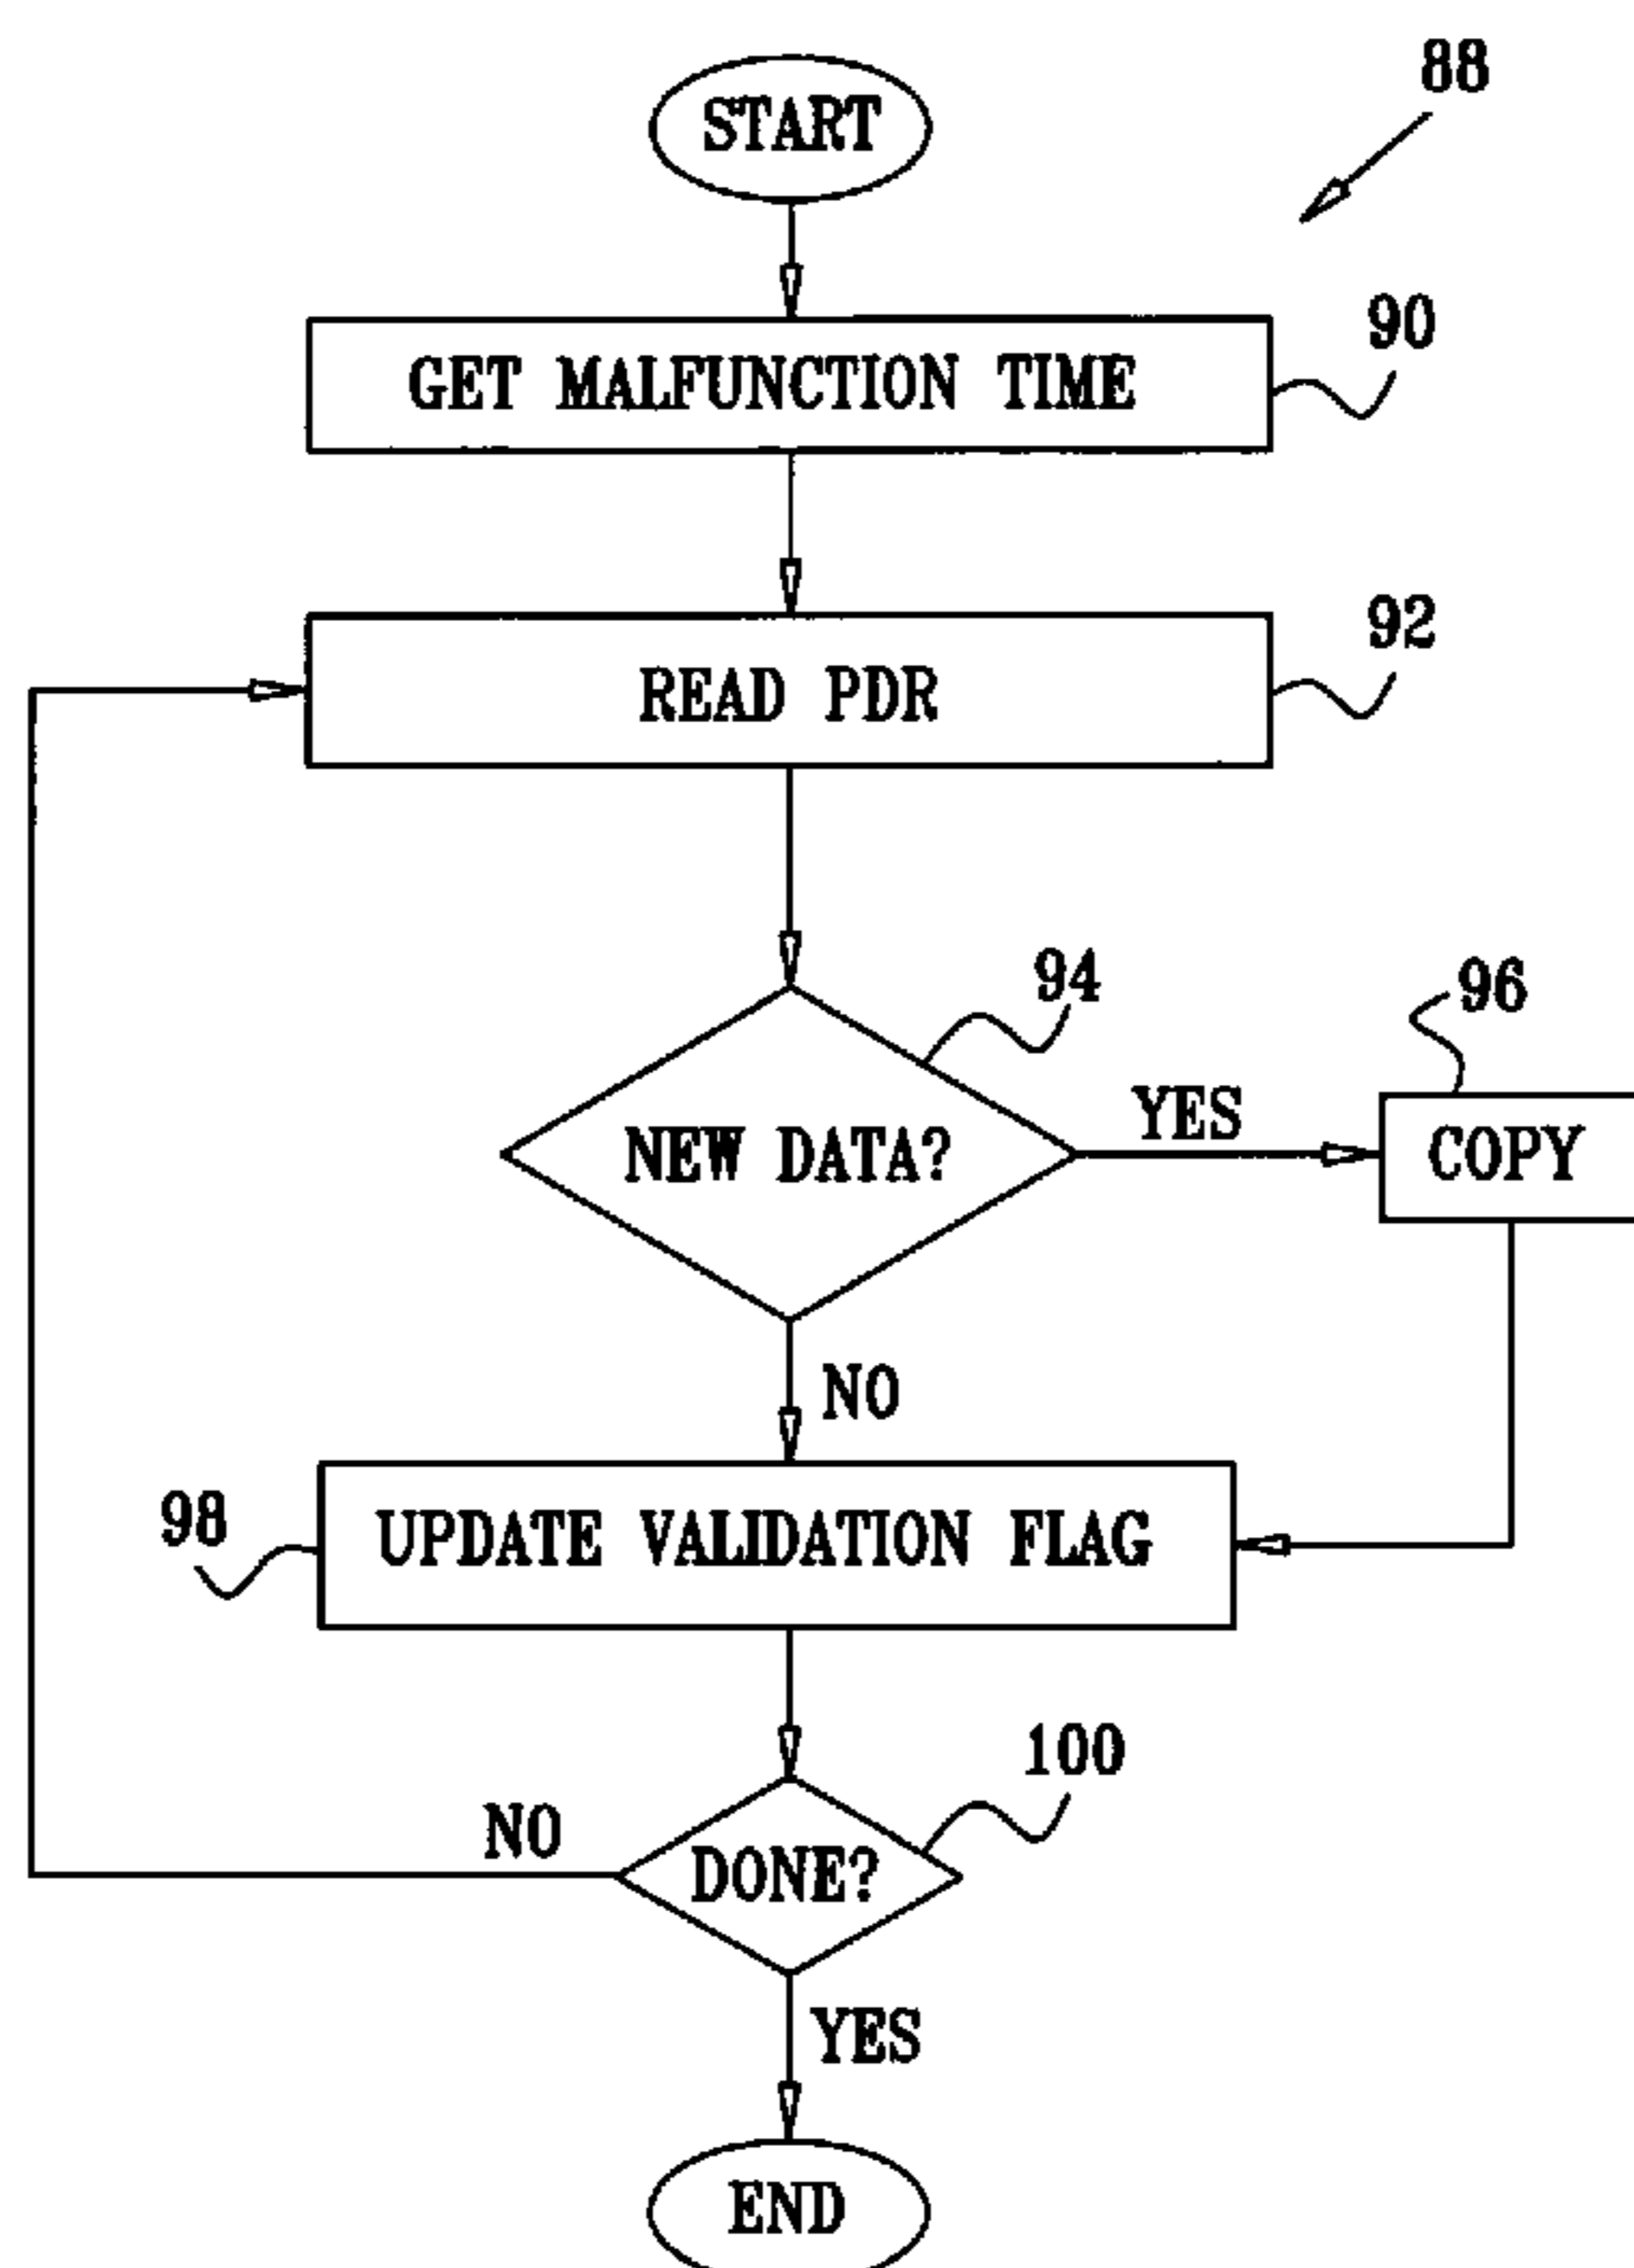 88
START
90
GET MALFUNCTION TIME
92
READ PDR
94
96
NEW DATA?
YES
COPY
NO
98
UPDATE VALIDATION FLAG
100
NO
DONE?
YES
END